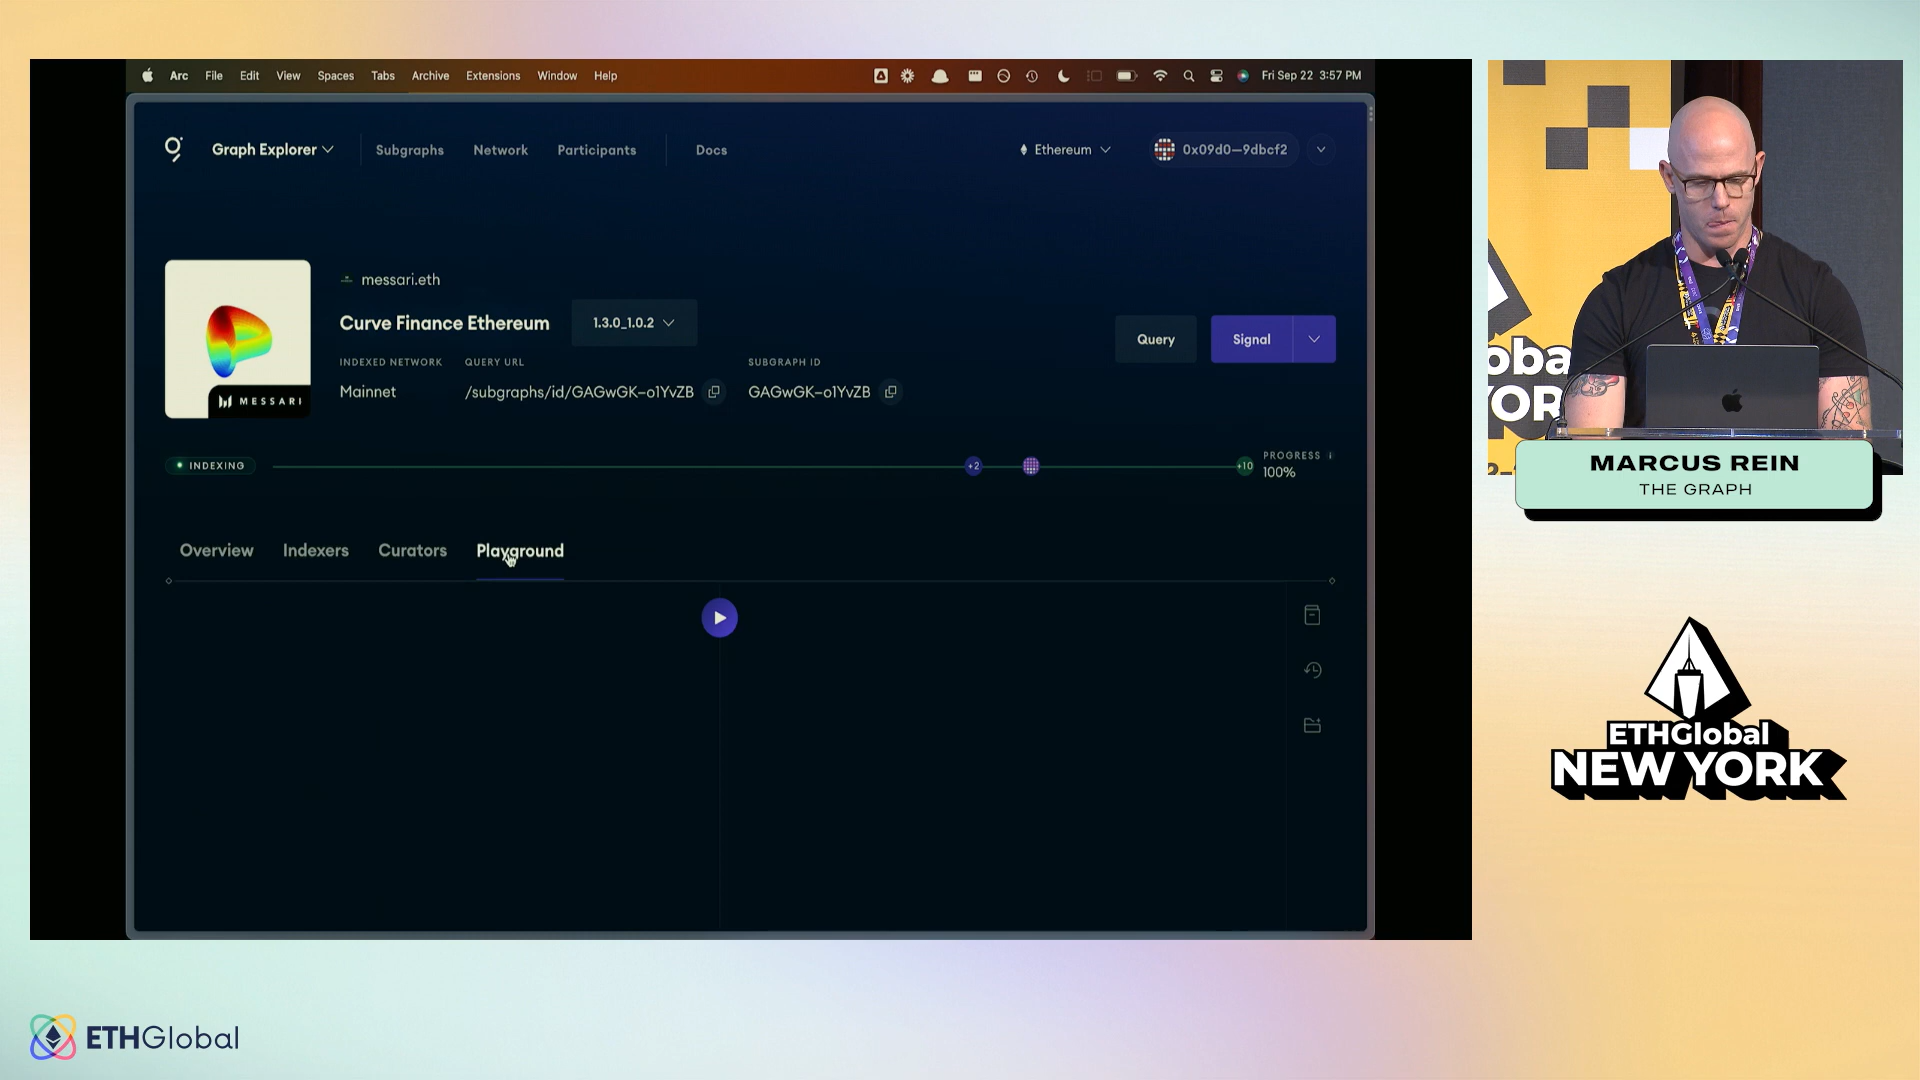 Arc File Edit View Spaces Tabs Archive Extensions Window Help Fri Sep 22 3:57 PM
Graph Explorer Subgraphs Network Participants Docs Ethereum 0x09d0—9dbcf2
messari.eth
Curve Finance Ethereum 1.3.0_1.0.2
Query Signal
INDEXED NETWORK QUERY URL SUBGRAPH ID
Mainnet /subgraphs/id/GAGwGK—o1YvZB GAGwGK—o1YvZB
MESSARI
INDEXING +2 +10 PROGRESS
100%
Overview Indexers Curators Playground
oba
YOR
MARCUS REIN
THE GRAPH
ETHGlobal
NEW YORK
ETHGlobal